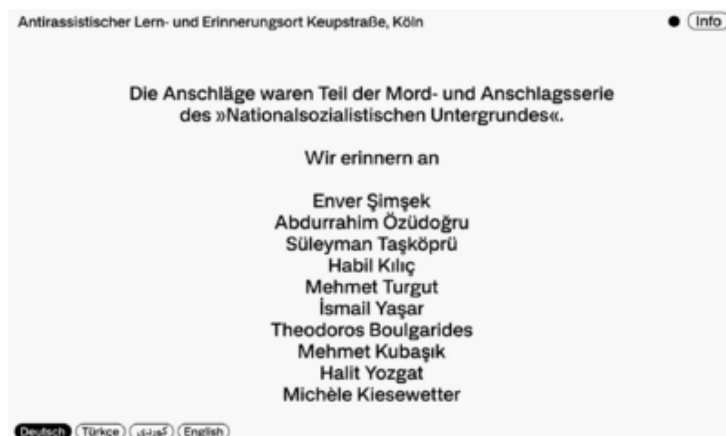 Antirassistischer Lern- und Erinnerungsort Keupstraße, Köln
Info
Die Anschläge waren Teil der Mord- und Anschlagsserie
des »Nationalsozialistischen Untergrundes«.
Wir erinnern an
Enver Şimşek
Abdurrahim Özüdoğru
Süleyman Taşköprü
Habil Kılıç
Mehmet Turgut
İsmail Yaşar
Theodoros Boulgarides
Mehmet Kubaşık
Halit Yozgat
Michèle Kiesewetter
Deutsch Türkçe کوردی English